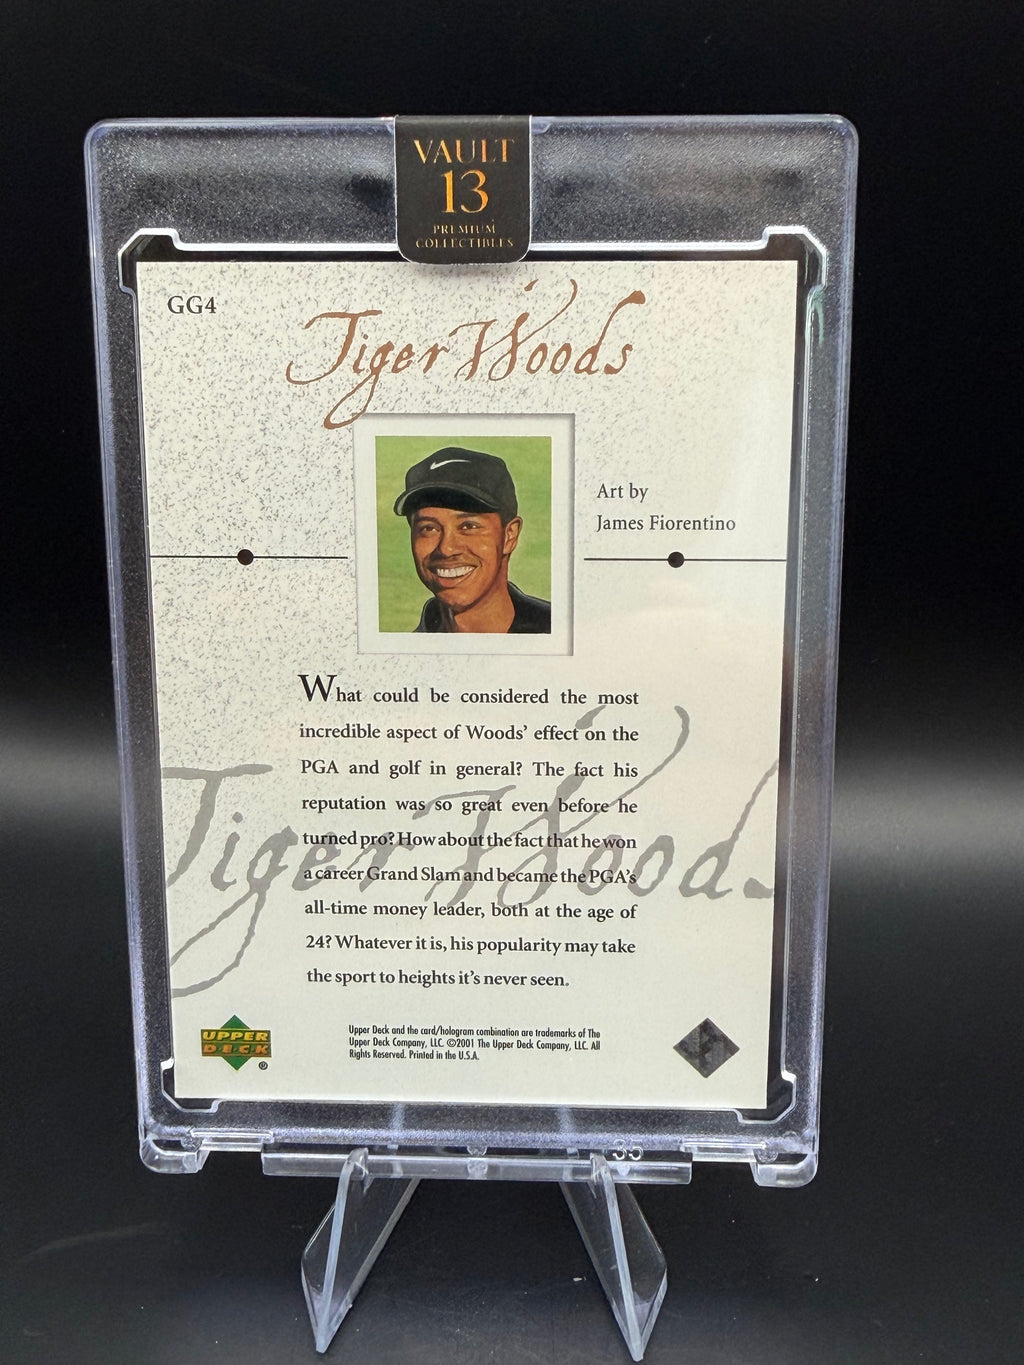 VAULT
13
PREMIUM
COLLECTIBLES
GG4
Tiger Woods
Art by
James Fiorentino
What could be considered the most
incredible aspect of Woods' effect on the
PGA and golf in general? The fact his
reputation was so great even before he
turned pro? How about the fact that he won
a career Grand Slam and became the PGA's
all-time money leader, both at the age of
24? Whatever it is, his popularity may take
the sport to heights it's never seen.
Tiger Woods
UPPER
DECK
®
Upper Deck and the card/hologram combination are trademarks of The
Upper Deck Company, LLC. ©2001 The Upper Deck Company, LLC. All
Rights Reserved. Printed in the U.S.A.
35